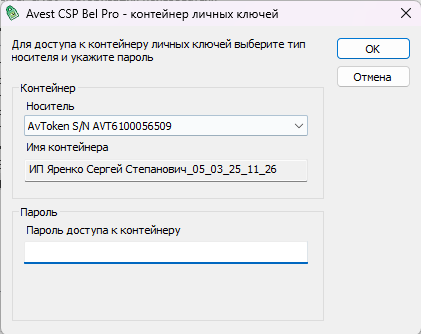 Avest CSP Bel Pro - контейнер личных ключей
Для доступа к контейнеру личных ключей выберите тип
носителя и укажите пароль
OK
Отмена
Контейнер
Носитель
AvToken S/N AVT6100056509
Имя контейнера
ИП Яренко Сергей Степанович_05_03_25_11_26
Пароль
Пароль доступа к контейнеру